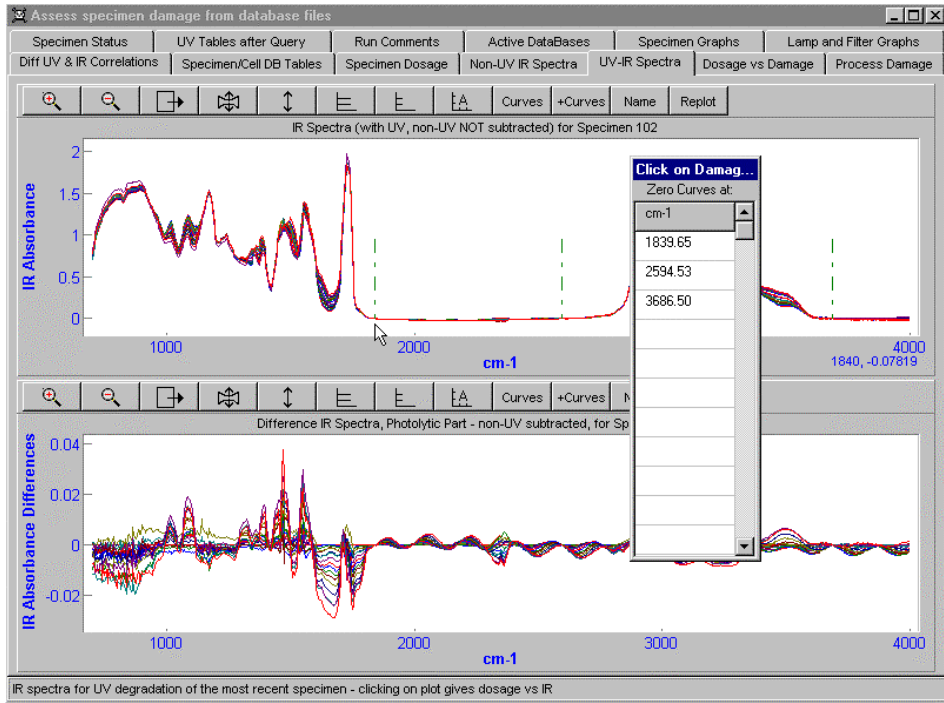 Assess specimen damage from database files
Specimen Status UV Tables after Query Run Comments Active DataBases Specimen Graphs Lamp and Filter Graphs
Diff UV & IR Correlations Specimen/Cell DB Tables Specimen Dosage Non-UV IR Spectra UV-IR Spectra Dosage vs Damage Process Damage
Curves +Curves Name Replot
IR Spectra (with UV, non-UV NOT subtracted) for Specimen 102
IR Absorbance
2
1.5
1
0.5
0
1000 2000 4000
cm-1
1840, -0.07819
Click on Damag...
Zero Curves at:
cm-1
1839.65
2594.53
3686.50
Curves +Curves
Difference IR Spectra, Photolytic Part - non-UV subtracted, for Sp
IR Absorbance Differences
0.04
0.02
0
-0.02
1000 2000 3000 4000
cm-1
IR spectra for UV degradation of the most recent specimen - clicking on plot gives dosage vs IR